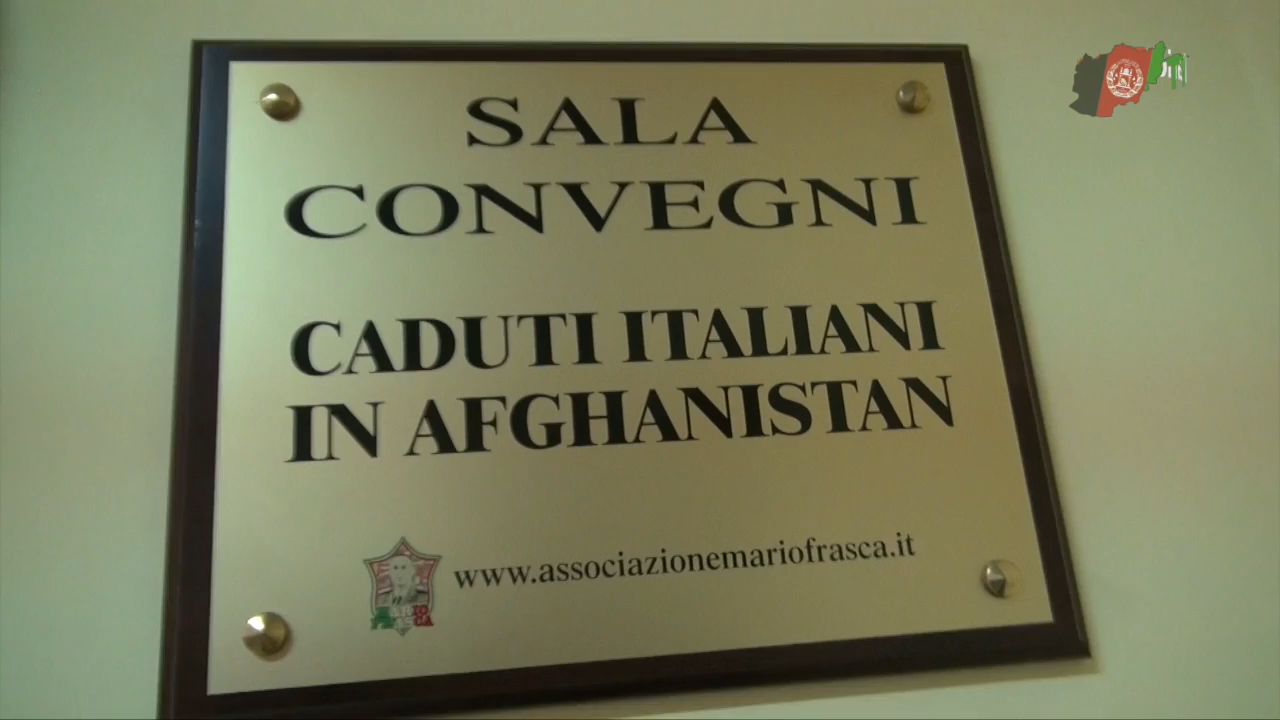 SALA
CONVEGNI
CADUTI ITALIANI
IN AFGHANISTAN
www.associazionemariofrasca.it